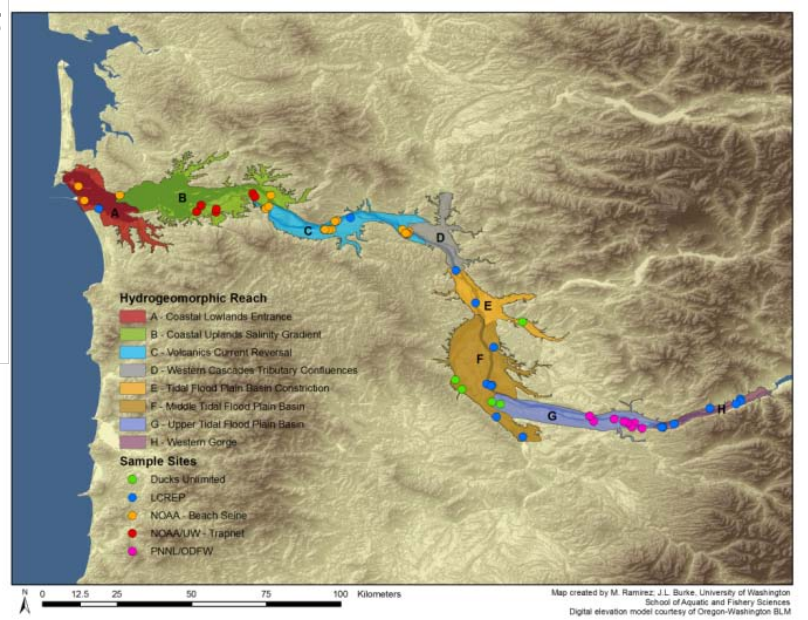 A
B
C
D
E
F
G
H
Hydrogeomorphic Reach
A - Coastal Lowlands Entrance
B - Coastal Uplands Salinity Gradient
C - Volcanics Current Reversal
D - Western Cascades Tributary Confluences
E - Tidal Flood Plain Basin Constriction
F - Middle Tidal Flood Plain Basin
G - Upper Tidal Flood Plain Basin
H - Western Gorge
Sample Sites
Ducks Unlimited
LCREP
NOAA - Beach Seine
NOAA/UW - Trapnet
PNNL/ODFW
N
0 12.5 25 50 75 100 Kilometers
Map created by M. Ramirez; J.L. Burke, University of Washington
School of Aquatic and Fishery Sciences
Digital elevation model courtesy of Oregon-Washington BLM